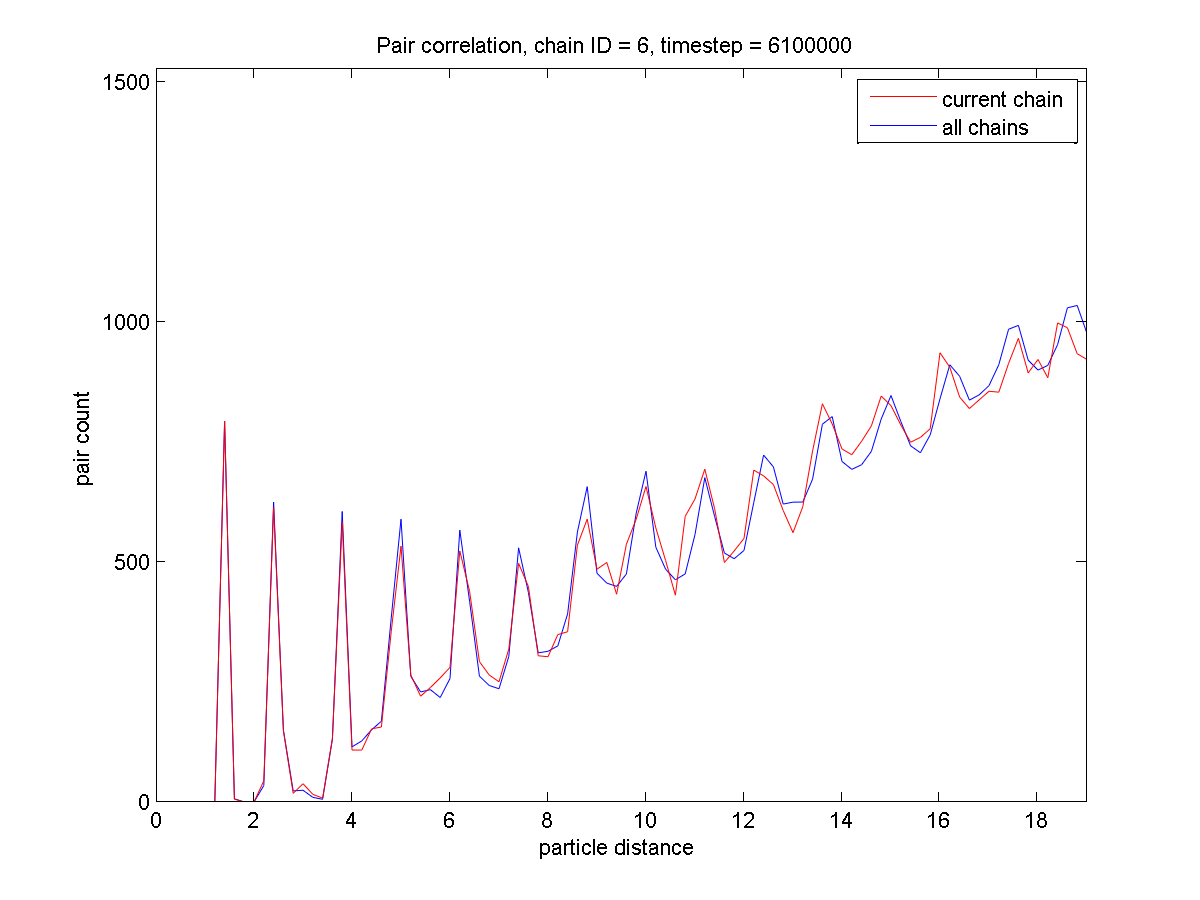 Pair correlation, chain ID = 6, timestep = 6100000
1500
current chain
all chains
1000
pair count
500
0
0 2 4 6 8 10 12 14 16 18
particle distance